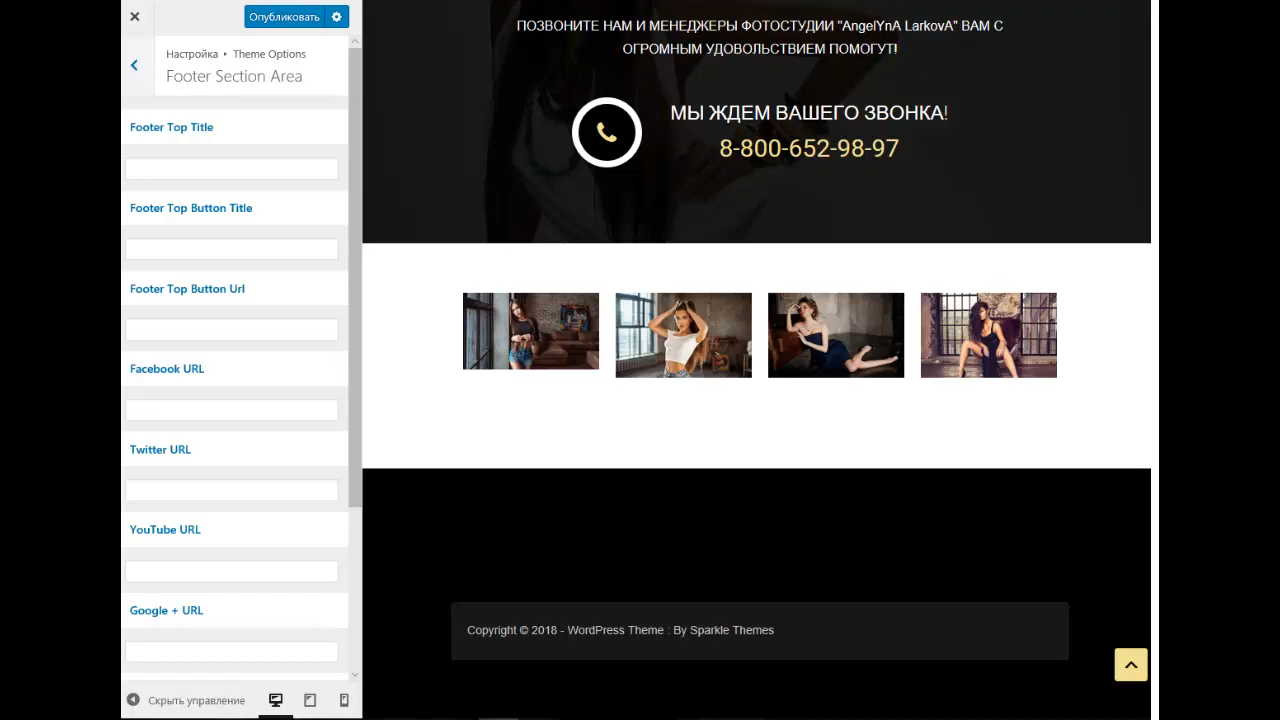 Опубликовать
Настройка ▸ Theme Options
Footer Section Area
Footer Top Title
Footer Top Button Title
Footer Top Button Url
Facebook URL
Twitter URL
YouTube URL
Google + URL
Скрыть управление
ПОЗВОНИТЕ НАМ И МЕНЕДЖЕРЫ ФОТОСТУДИИ "AngelYnA LarkovA" ВАМ С
ОГРОМНЫМ УДОВОЛЬСТВИЕМ ПОМОГУТ!
МЫ ЖДЕМ ВАШЕГО ЗВОНКА!
8-800-652-98-97
Copyright © 2018 - WordPress Theme : By Sparkle Themes